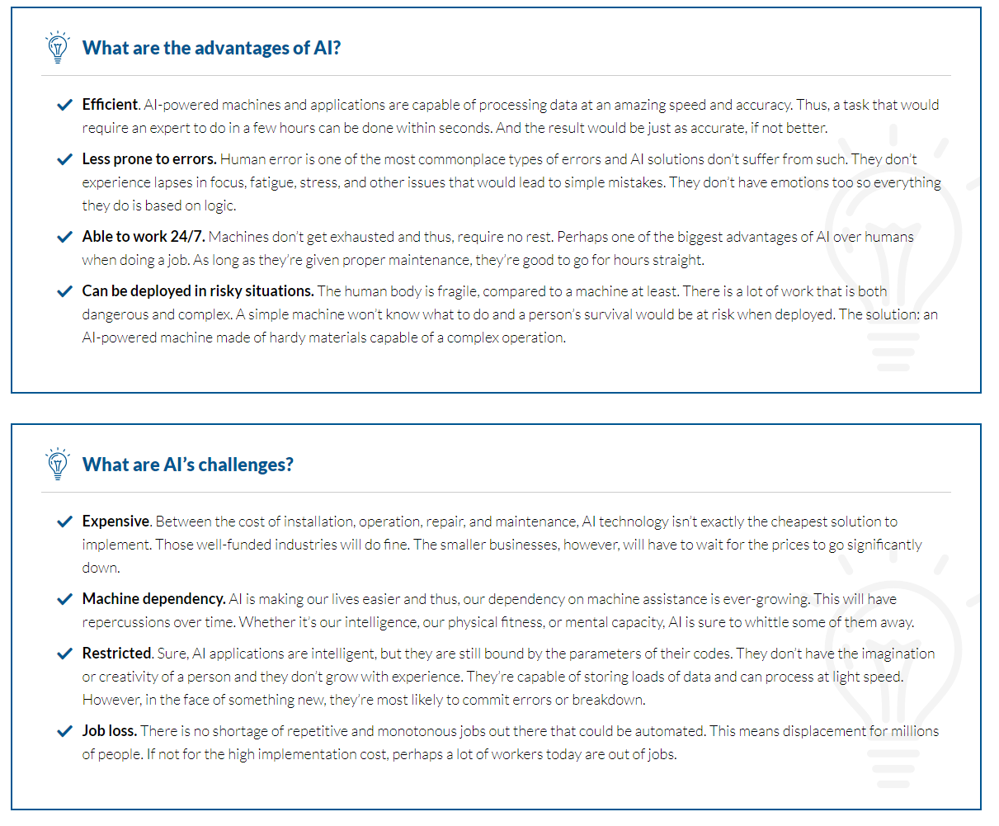 What are the advantages of AI?
Efficient. AI-powered machines and applications are capable of processing data at an amazing speed and accuracy. Thus, a task that would
require an expert to do in a few hours can be done within seconds. And the result would be just as accurate, if not better.
Less prone to errors. Human error is one of the most commonplace types of errors and AI solutions don't suffer from such. They don't
experience lapses in focus, fatigue, stress, and other issues that would lead to simple mistakes. They don't have emotions too so everything
they do is based on logic.
Able to work 24/7. Machines don't get exhausted and thus, require no rest. Perhaps one of the biggest advantages of AI over humans
when doing a job. As long as they're given proper maintenance, they're good to go for hours straight.
Can be deployed in risky situations. The human body is fragile, compared to a machine at least. There is a lot of work that is both
dangerous and complex. A simple machine won't know what to do and a person's survival would be at risk when deployed. The solution: an
AI-powered machine made of hardy materials capable of a complex operation.
What are AI's challenges?
Expensive. Between the cost of installation, operation, repair, and maintenance, AI technology isn't exactly the cheapest solution to
implement. Those well-funded industries will do fine. The smaller businesses, however, will have to wait for the prices to go significantly
down.
Machine dependency. AI is making our lives easier and thus, our dependency on machine assistance is ever-growing. This will have
repercussions over time. Whether it's our intelligence, our physical fitness, or mental capacity, AI is sure to whittle some of them away.
Restricted. Sure, AI applications are intelligent, but they are still bound by the parameters of their codes. They don't have the imagination
or creativity of a person and they don't grow with experience. They're capable of storing loads of data and can process at light speed.
However, in the face of something new, they're most likely to commit errors or breakdown.
Job loss. There is no shortage of repetitive and monotonous jobs out there that could be automated. This means displacement for millions
of people. If not for the high implementation cost, perhaps a lot of workers today are out of jobs.